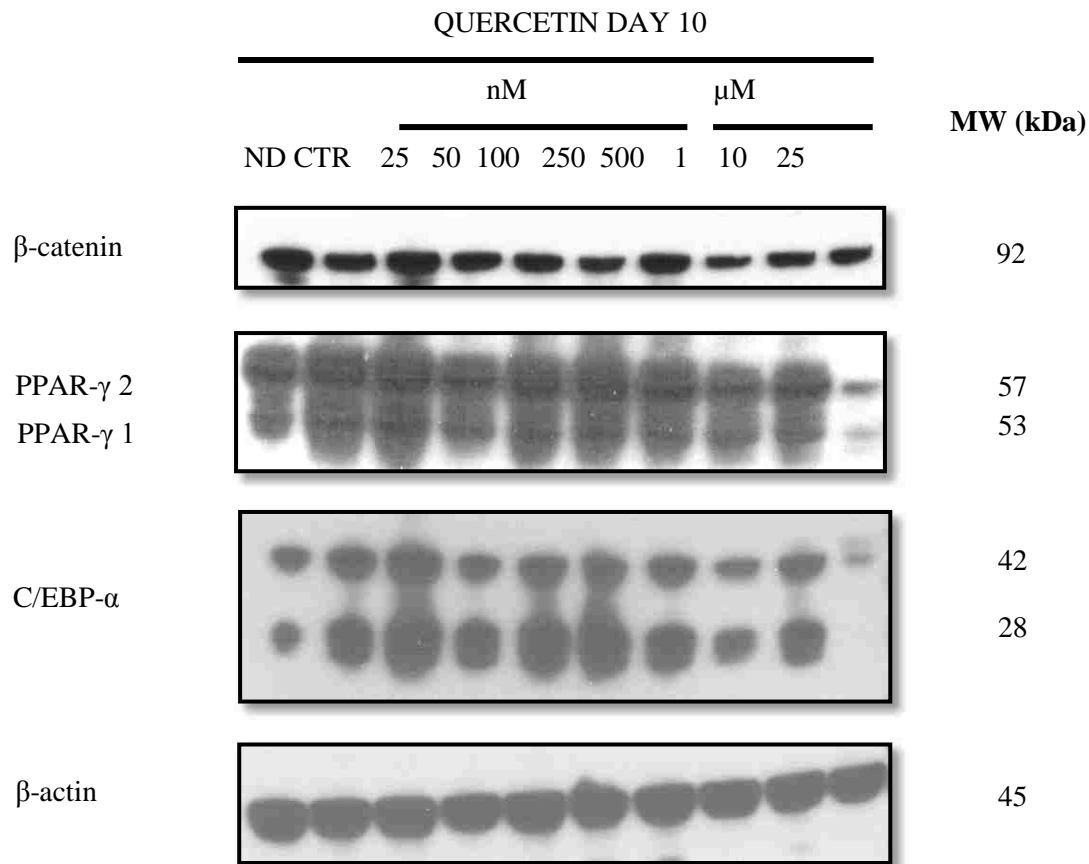 QUERCETIN DAY 10
nM µM
MW (kDa)
ND CTR 25 50 100 250 500 1 10 25
β-catenin 92
PPAR-γ 2 57
PPAR-γ 1 53
42
C/EBP-α
28
β-actin 45